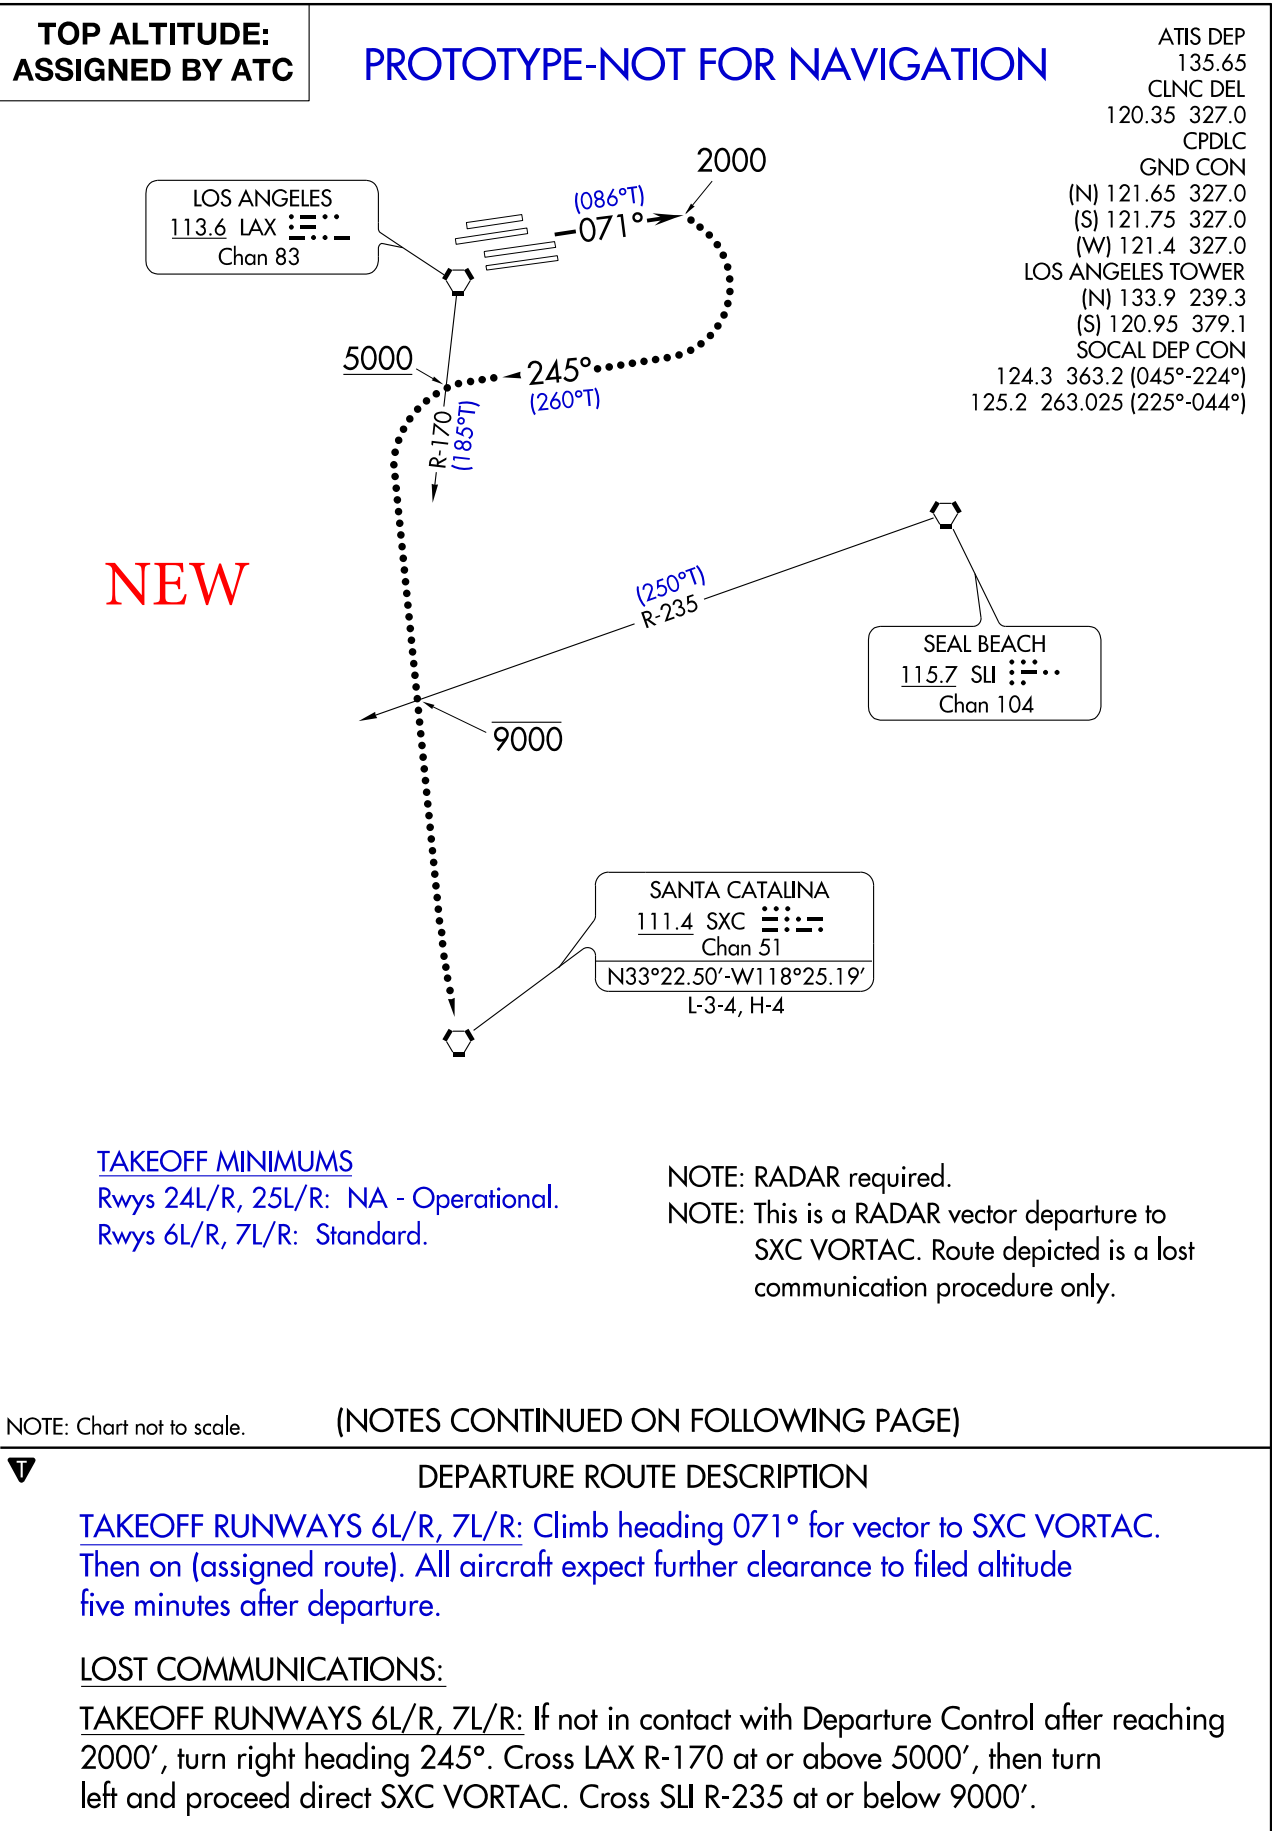 TOP ALTITUDE:
ASSIGNED BY ATC
PROTOTYPE-NOT FOR NAVIGATION
ATIS DEP
135.65
CLNC DEL
120.35 327.0
CPDLC
GND CON
(N) 121.65 327.0
(S) 121.75 327.0
(W) 121.4 327.0
LOS ANGELES TOWER
(N) 133.9 239.3
(S) 120.95 379.1
SOCAL DEP CON
124.3 363.2 (045°-224°)
125.2 263.025 (225°-044°)
2000
(086°T)
071°
LOS ANGELES
113.6 LAX
Chan 83
5000
245°
(260°T)
R-170
(185°T)
NEW
(250°T)
R-235
SEAL BEACH
115.7 SLI
Chan 104
9000
SANTA CATALINA
111.4 SXC
Chan 51
N33°22.50′-W118°25.19′
L-3-4, H-4
TAKEOFF MINIMUMS
Rwys 24L/R, 25L/R: NA - Operational.
Rwys 6L/R, 7L/R: Standard.
NOTE: RADAR required.
NOTE: This is a RADAR vector departure to
SXC VORTAC. Route depicted is a lost
communication procedure only.
NOTE: Chart not to scale.
(NOTES CONTINUED ON FOLLOWING PAGE)
T
DEPARTURE ROUTE DESCRIPTION
TAKEOFF RUNWAYS 6L/R, 7L/R: Climb heading 071° for vector to SXC VORTAC.
Then on (assigned route). All aircraft expect further clearance to filed altitude
five minutes after departure.
LOST COMMUNICATIONS:
TAKEOFF RUNWAYS 6L/R, 7L/R: If not in contact with Departure Control after reaching
2000′, turn right heading 245°. Cross LAX R-170 at or above 5000′, then turn
left and proceed direct SXC VORTAC. Cross SLI R-235 at or below 9000′.